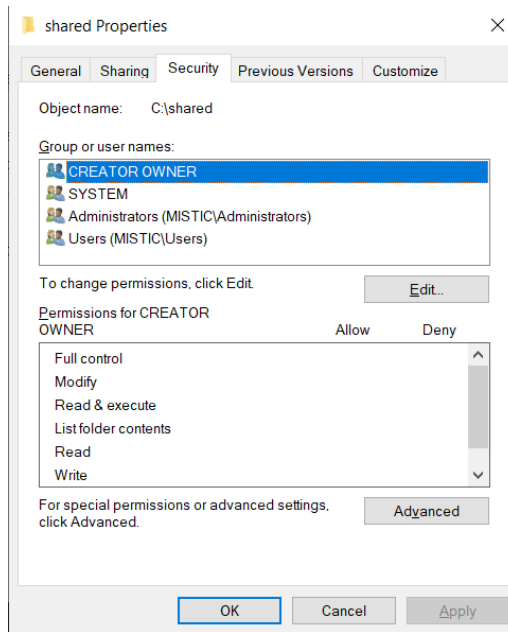 shared Properties
General Sharing Security Previous Versions Customize
Object name: C:\shared
Group or user names:
CREATOR OWNER
SYSTEM
Administrators (MISTIC\Administrators)
Users (MISTIC\Users)
To change permissions, click Edit.
Edit...
Permissions for CREATOR
OWNER Allow Deny
Full control
Modify
Read & execute
List folder contents
Read
Write
For special permissions or advanced settings,
click Advanced.
Advanced
OK Cancel Apply